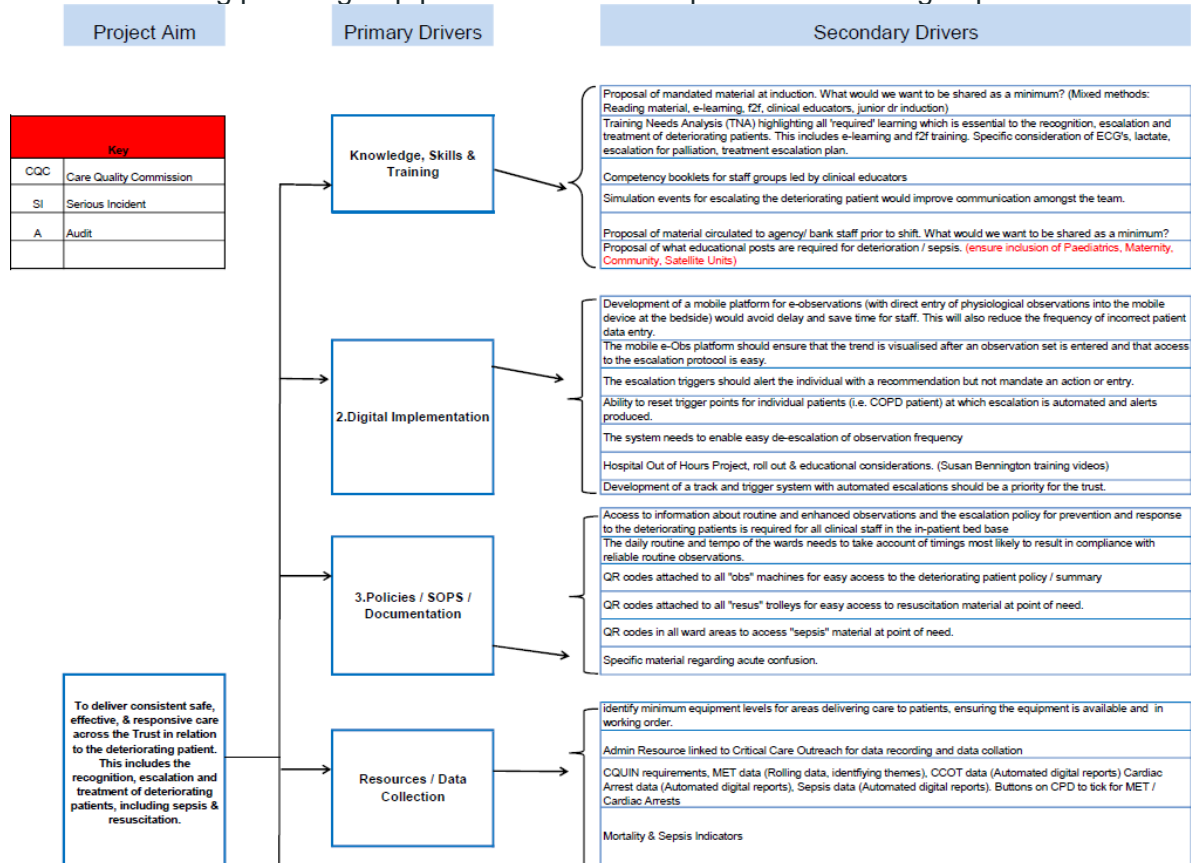 Project Aim
Primary Drivers
Secondary Drivers
Key
CQC Care Quality Commission
SI Serious Incident
A Audit
Knowledge, Skills &
Training
Proposal of mandated material at induction. What would we want to be shared as a minimum? (Mixed methods:
Reading material, e-learning, f2f, clinical educators, junior dr induction)
Training Needs Analysis (TNA) highlighting all 'required' learning which is essential to the recognition, escalation and
treatment of deteriorating patients. This includes e-learning and f2f training. Specific consideration of ECG's, lactate,
escalation for palliation, treatment escalation plan.
Competency booklets for staff groups led by clinical educators
Simulation events for escalating the deteriorating patient would improve communication amongst the team.
Proposal of material circulated to agency/ bank staff prior to shift. What would we want to be shared as a minimum?
Proposal of what educational posts are required for deterioration / sepsis. (ensure inclusion of Paediatrics, Maternity,
Community, Satellite Units)
2.Digital Implementation
Development of a mobile platform for e-observations (with direct entry of physiological observations into the mobile
device at the bedside) would avoid delay and save time for staff. This will also reduce the frequency of incorrect patient
data entry.
The mobile e-Obs platform should ensure that the trend is visualised after an observation set is entered and that access
to the escalation protocol is easy.
The escalation triggers should alert the individual with a recommendation but not mandate an action or entry.
Ability to reset trigger points for individual patients (i.e. COPD patient) at which escalation is automated and alerts
produced.
The system needs to enable easy de-escalation of observation frequency
Hospital Out of Hours Project, roll out & educational considerations. (Susan Bennington training videos)
Development of a track and trigger system with automated escalations should be a priority for the trust.
3.Policies / SOPS /
Documentation
Access to information about routine and enhanced observations and the escalation policy for prevention and response
to the deteriorating patients is required for all clinical staff in the in-patient bed base
The daily routine and tempo of the wards needs to take account of timings most likely to result in compliance with
reliable routine observations.
QR codes attached to all "obs" machines for easy access to the deteriorating patient policy / summary
QR codes attached to all "resus" trolleys for easy access to resuscitation material at point of need.
QR codes in all ward areas to access "sepsis" material at point of need.
Specific material regarding acute confusion.
To deliver consistent safe,
effective, & responsive care
across the Trust in relation
to the deteriorating patient.
This includes the
recognition, escalation and
treatment of deteriorating
patients, including sepsis &
resuscitation.
Resources / Data
Collection
identify minimum equipment levels for areas delivering care to patients, ensuring the equipment is available and in
working order.
Admin Resource linked to Critical Care Outreach for data recording and data collation
CQUIN requirements, MET data (Rolling data, identfiying themes), CCOT data (Automated digital reports) Cardiac
Arrest data (Automated digital reports), Sepsis data (Automated digital reports). Buttons on CPD to tick for MET /
Cardiac Arrests
Mortality & Sepsis Indicators